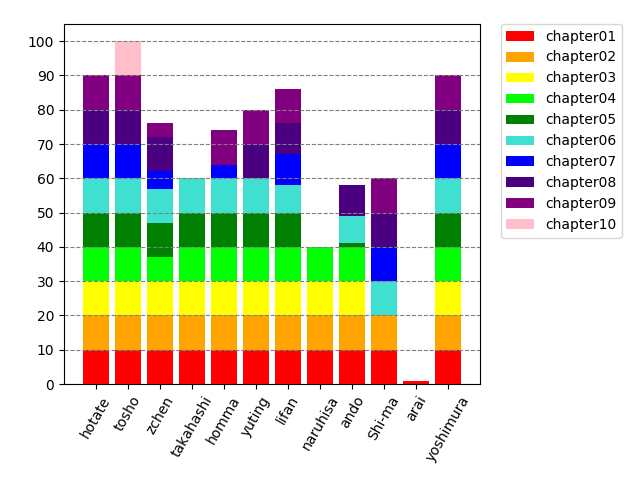 100
90
80
70
60
50
40
30
20
10
0
hotate
tosho
zchen
takahashi
homma
yuting
lifan
naruhisa
ando
Shi-ma
arai
yoshimura
chapter01
chapter02
chapter03
chapter04
chapter05
chapter06
chapter07
chapter08
chapter09
chapter10